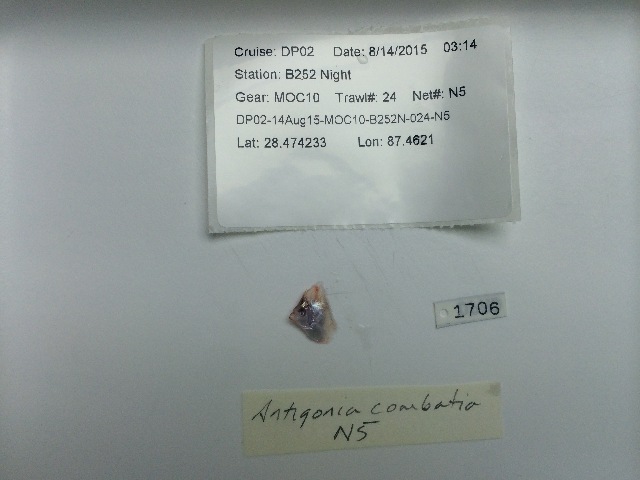 Cruise: DP02 Date: 8/14/2015 03:14
Station: B252 Night
Gear: MOC10 Trawl#: 24 Net#: N5
DP02-14Aug15-MOC10-B252N-024-N5
Lat: 28.474233 Lon: 87.4621
1706
Antigonia combatia
N5